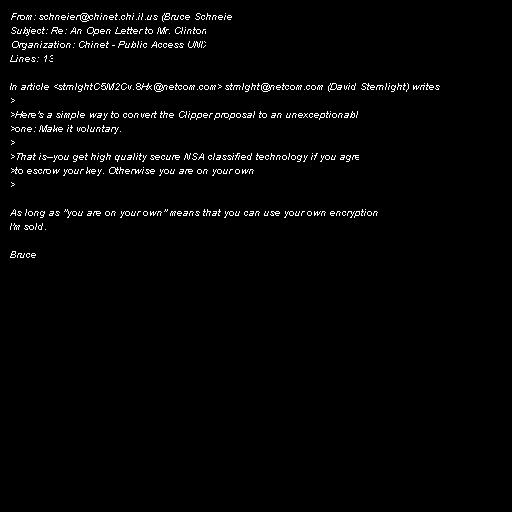 From: schneier@chinet.chi.il.us (Bruce Schneie
Subject: Re: An Open Letter to Mr. Clinton
Organization: Chinet - Public Access UNI
Lines: 13
In article <strnlghtC5M2Cv.8Hx@netcom.com> strnlght@netcom.com (David Sternlight) writes
>
>Here's a simple way to convert the Clipper proposal to an unexceptionabl
>one: Make it voluntary.
>
>That is--you get high quality secure NSA classified technology if you agre
>to escrow your key. Otherwise you are on your own
>
As long as "you are on your own" means that you can use your own encryption
I'm sold.
Bruce